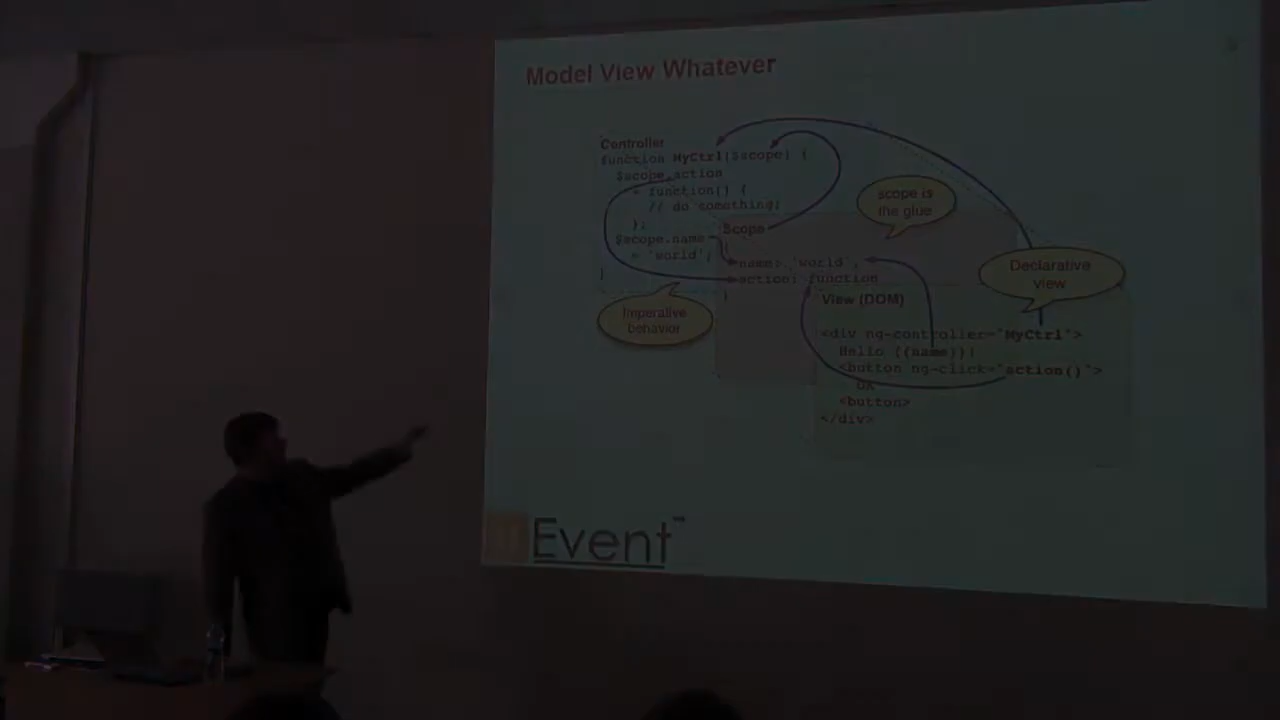 Model View Whatever
Controller
function MyCtrl($scope) {
$scope.action
= function() {
// do something;
};
$scope.name
= 'world';
}
Scope
{
name: 'world',
action: function
}
scope is
the glue
Imperative
behavior
Declarative
view
View (DOM)
<div ng-controller="MyCtrl">
Hello {{name}}!
<button ng-click="action()">
OK
<button>
</div>
Event™